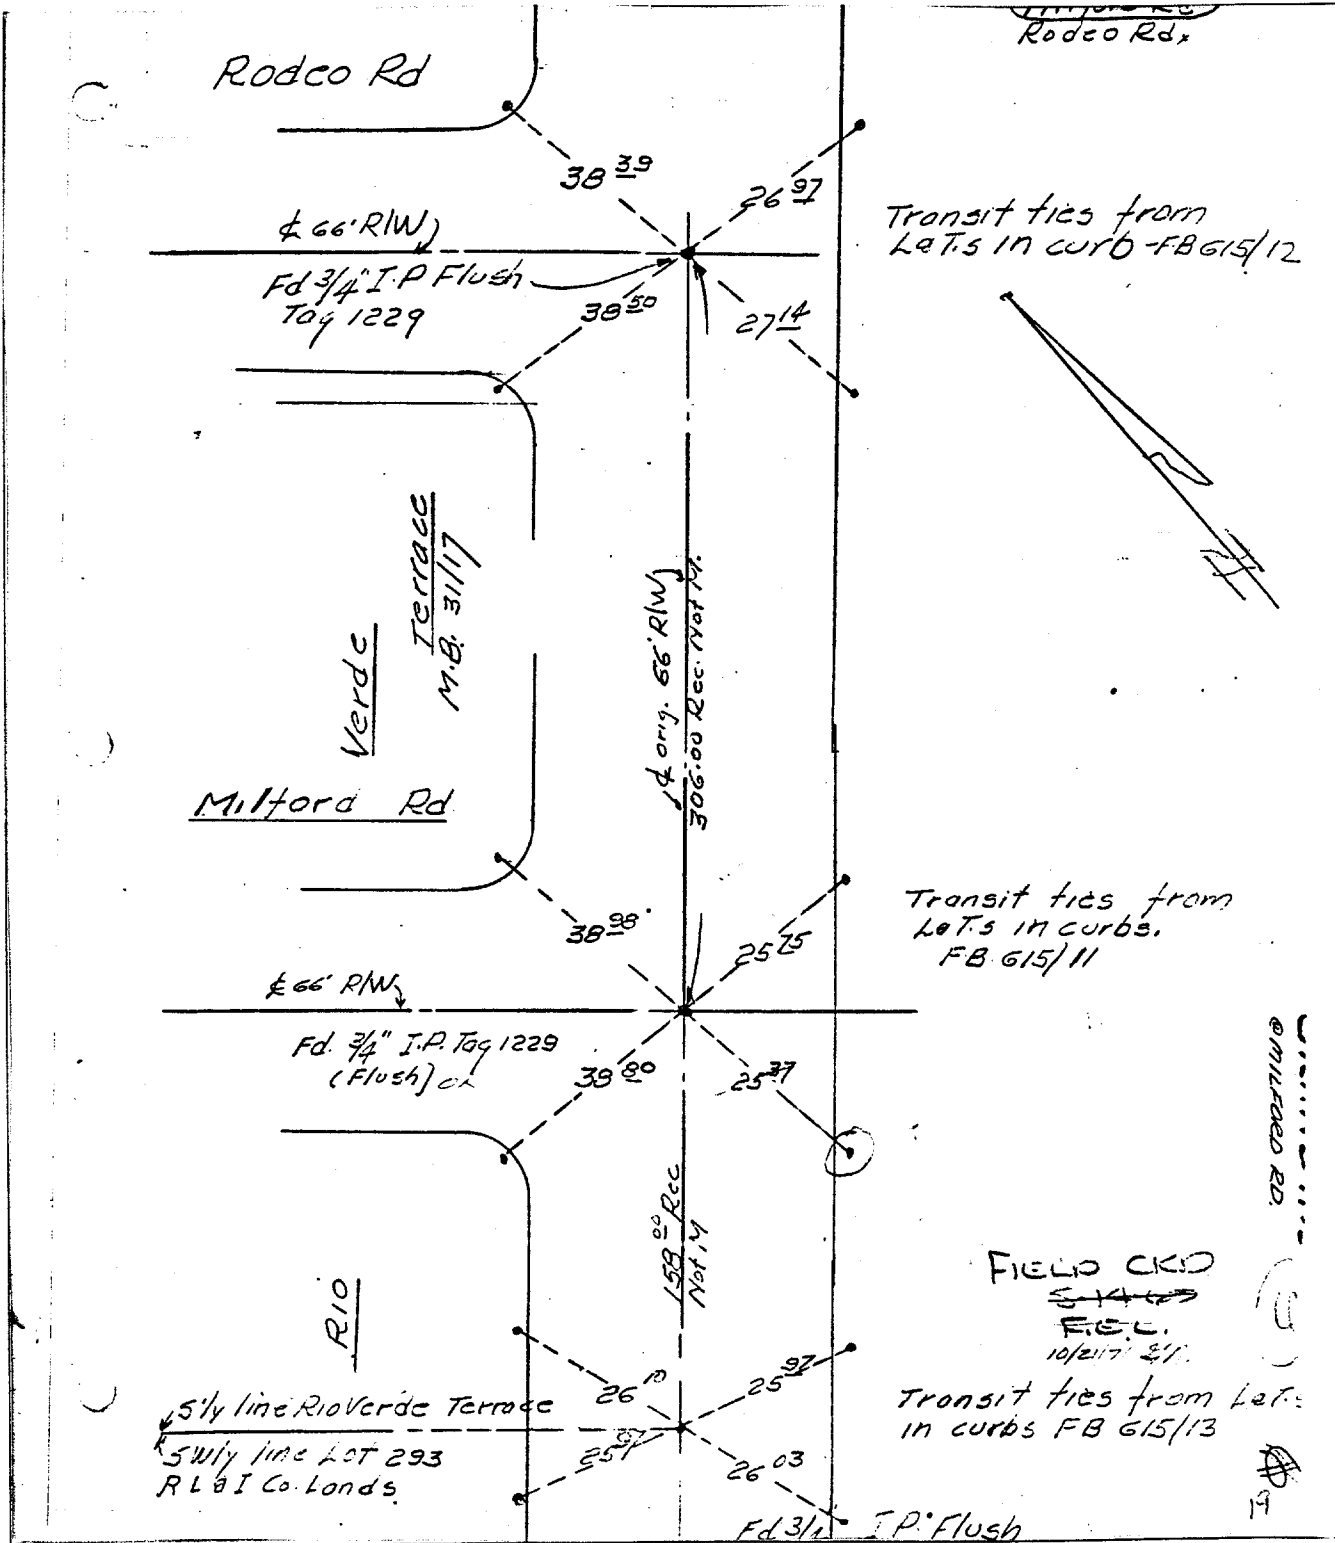 Rodeo Rd.
Rodeo Rd
38 39
26 97
Transit ties from
L&T.s in curb - FB 615/12
℄ 66' R/W
Fd 3/4" I.P Flush
Tag 1229
38 50
27 14
Terrace
M.B. 31/17
Verde
℄ orig. 66' R/W
306.00 Rec. Not M.
Milford Rd
38 98
25 75
Transit ties from
L&T.s in curbs.
FB 615/11
℄ 66' R/W
Fd. 3/4" I.P. Tag 1229
(Flush)
38 80
25 37
@ MILFORD RD.
158 00 Rec
Not M
FIELD CKD
F.E.L.
RIO
26 10
25 97
S'ly line Rio Verde Terrace
SW'ly line LOT 293
R L & I Co. Lands
25 97
26 03
Transit ties from L&T.s
in curbs FB 615/13
19
I.P. Flush